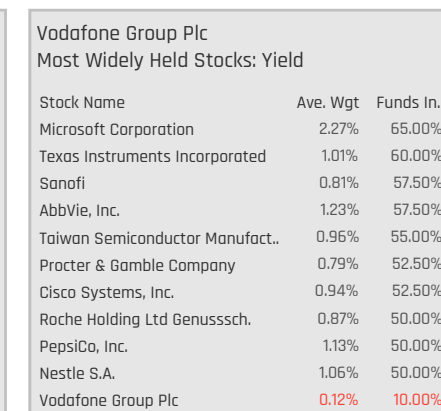 Vodafone Group Plc
Most Widely Held Stocks: Yield
Stock Name Ave. Wgt Funds In.
Microsoft Corporation 2.27% 65.00%
Texas Instruments Incorporated 1.01% 60.00%
Sanofi 0.81% 57.50%
AbbVie, Inc. 1.23% 57.50%
Taiwan Semiconductor Manufact.. 0.96% 55.00%
Procter & Gamble Company 0.79% 52.50%
Cisco Systems, Inc. 0.94% 52.50%
Roche Holding Ltd Genusssch. 0.87% 50.00%
PepsiCo, Inc. 1.13% 50.00%
Nestle S.A. 1.06% 50.00%
Vodafone Group Plc 0.12% 10.00%